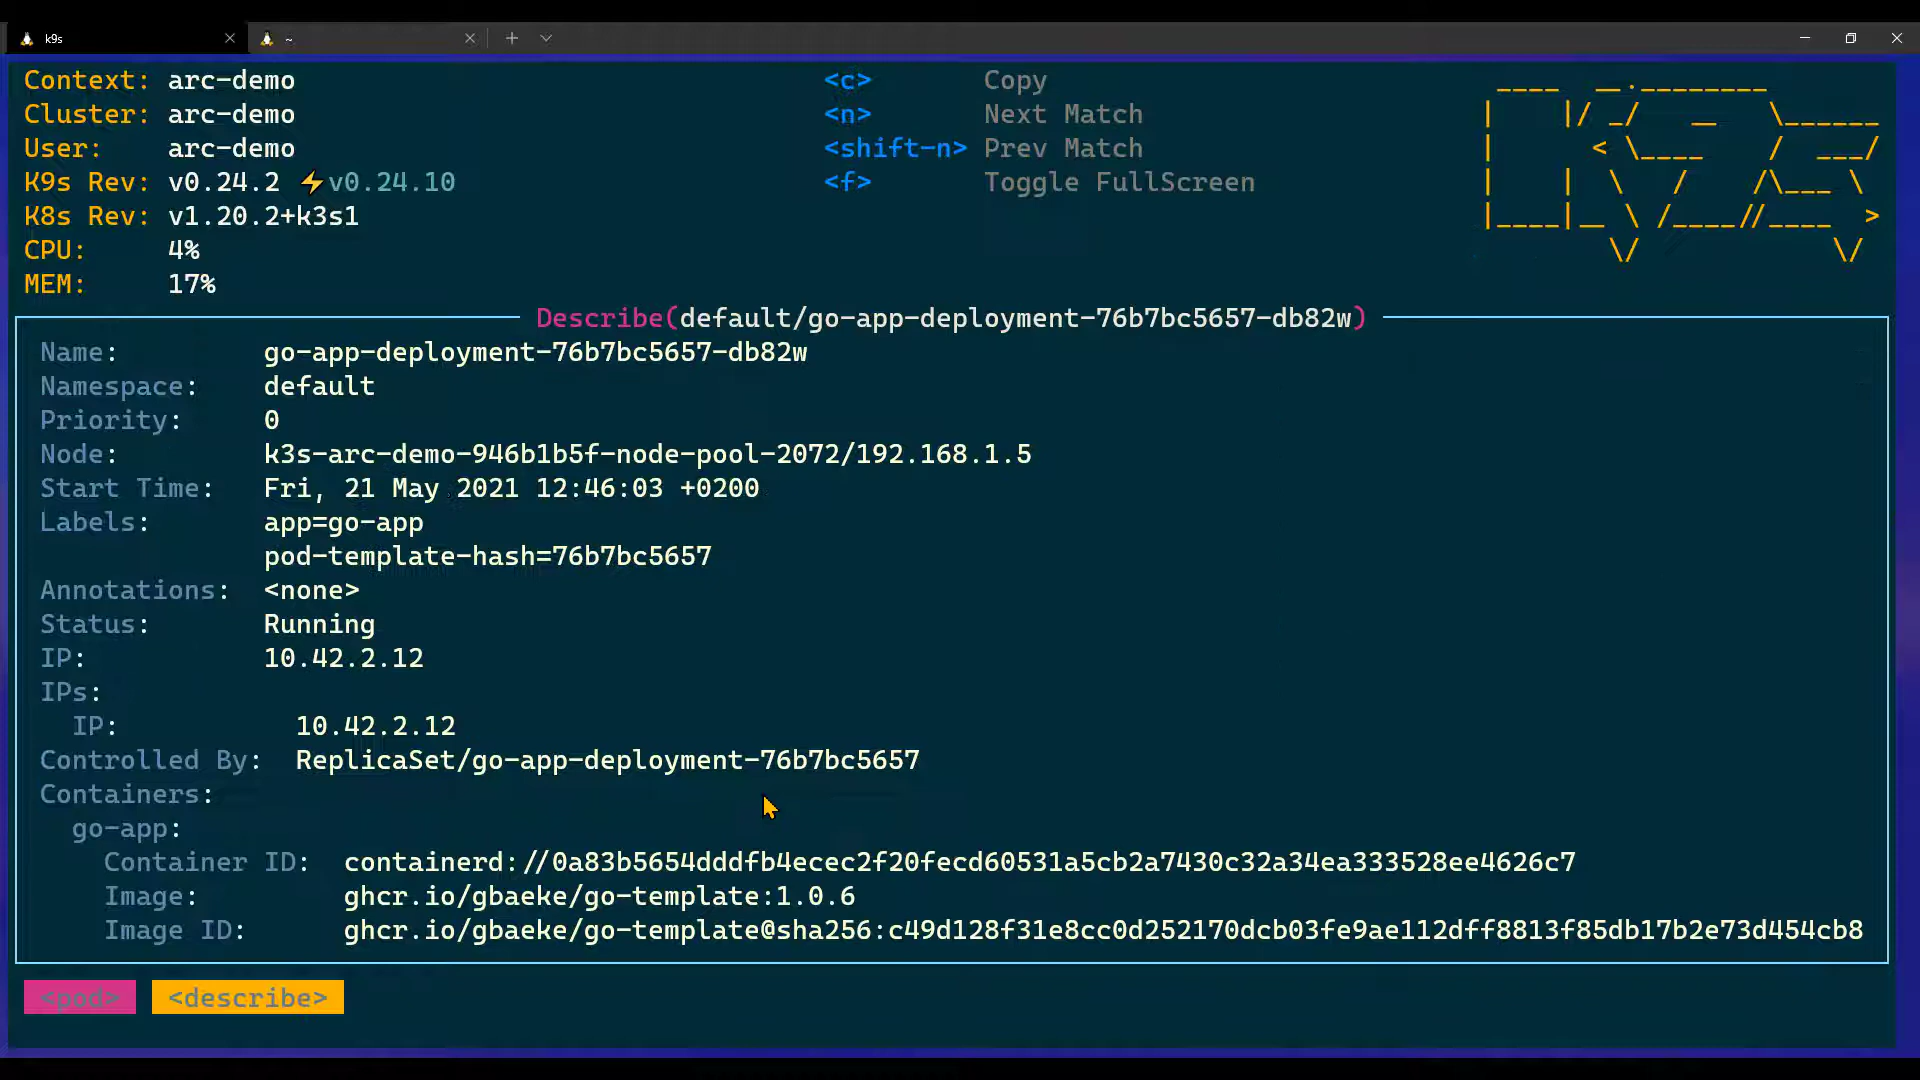 k9s
~
Context: arc-demo
Cluster: arc-demo
User: arc-demo
K9s Rev: v0.24.2 ⚡v0.24.10
K8s Rev: v1.20.2+k3s1
CPU: 4%
MEM: 17%
<c> Copy
<n> Next Match
<shift-n> Prev Match
<f> Toggle FullScreen
Describe(default/go-app-deployment-76b7bc5657-db82w)
Name: go-app-deployment-76b7bc5657-db82w
Namespace: default
Priority: 0
Node: k3s-arc-demo-946b1b5f-node-pool-2072/192.168.1.5
Start Time: Fri, 21 May 2021 12:46:03 +0200
Labels: app=go-app
pod-template-hash=76b7bc5657
Annotations: <none>
Status: Running
IP: 10.42.2.12
IPs:
IP: 10.42.2.12
Controlled By: ReplicaSet/go-app-deployment-76b7bc5657
Containers:
go-app:
Container ID: containerd://0a83b5654dddfb4ecec2f20fecd60531a5cb2a7430c32a34ea333528ee4626c7
Image: ghcr.io/gbaeke/go-template:1.0.6
Image ID: ghcr.io/gbaeke/go-template@sha256:c49d128f31e8cc0d252170dcb03fe9ae112dff8813f85db17b2e73d454cb8
<pod> <describe>